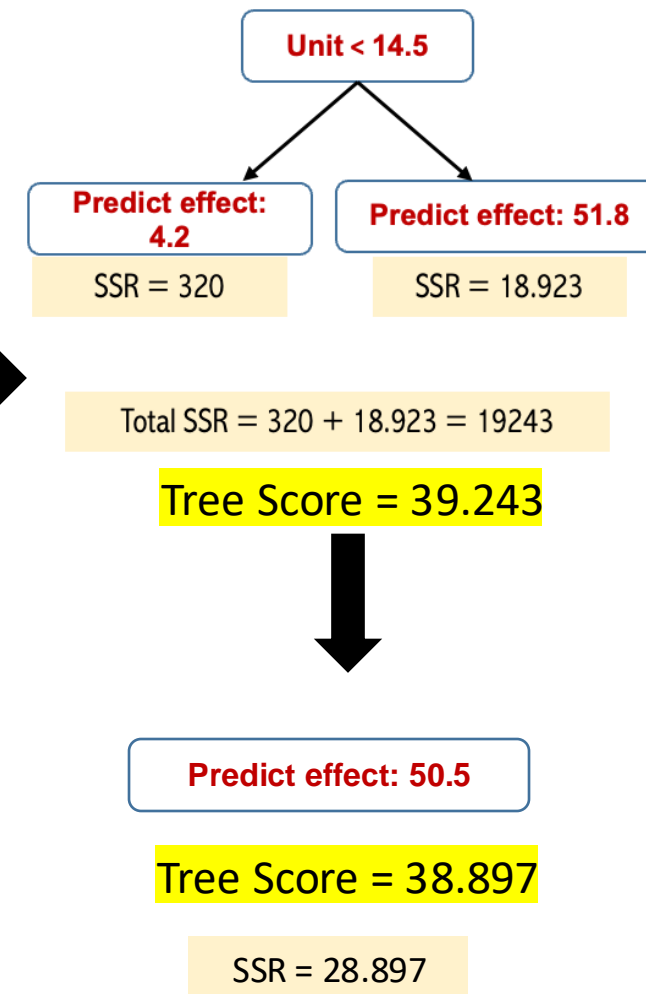 Unit < 14.5
Predict effect:
4.2
Predict effect: 51.8
SSR = 320
SSR = 18.923
Total SSR = 320 + 18.923 = 19243
Tree Score = 39.243
Predict effect: 50.5
Tree Score = 38.897
SSR = 28.897